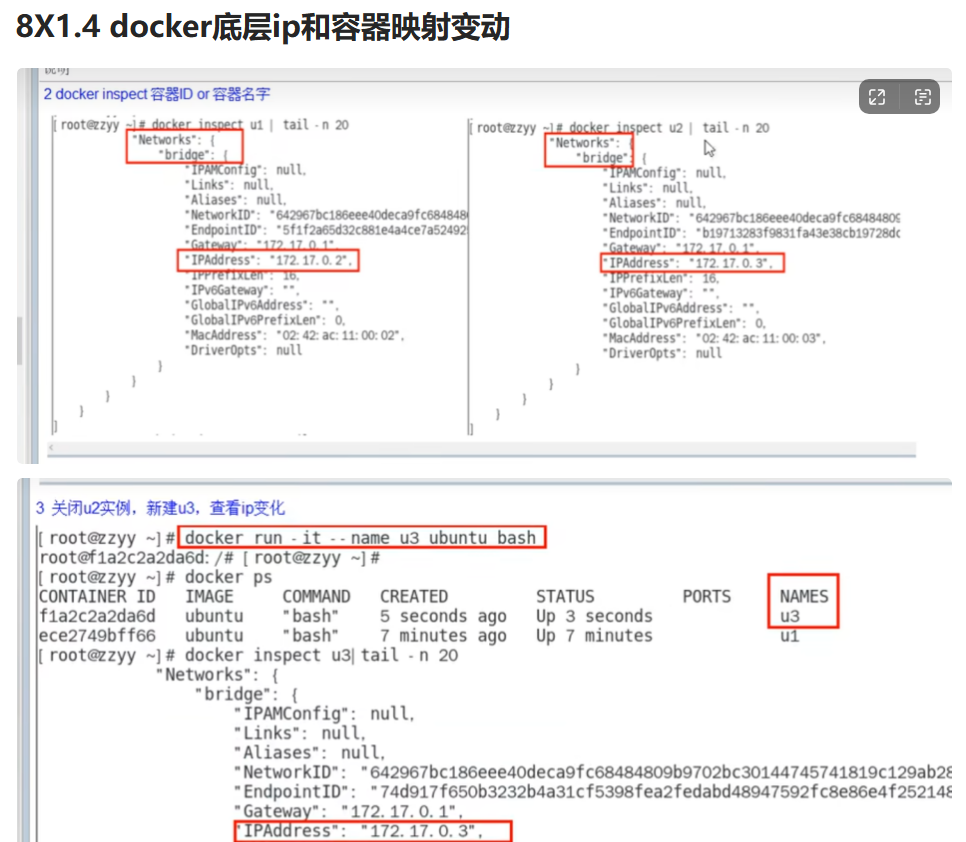 8X1.4 docker底层ip和容器映射变动
说明
2 docker inspect 容器ID or 容器名字
[root@zzyy ~]# docker inspect u1 | tail -n 20
"Networks": {
"bridge": {
"IPAMConfig": null,
"Links": null,
"Aliases": null,
"NetworkID": "642967bc186eee40deca9fc6848480
"EndpointID": "5f1f2a65d32c881e4a4ce7a52492
"Gateway": "172.17.0.1",
"IPAddress": "172.17.0.2",
"IPPrefixLen": 16,
"IPv6Gateway": "",
"GlobalIPv6Address": "",
"GlobalIPv6PrefixLen": 0,
"MacAddress": "02:42:ac:11:00:02",
"DriverOpts": null
}
}
}
}
]
[root@zzyy ~]# docker inspect u2 | tail -n 20
"Networks": {
"bridge": {
"IPAMConfig": null,
"Links": null,
"Aliases": null,
"NetworkID": "642967bc186eee40deca9fc68484809
"EndpointID": "b19713283f9831fa43e38cb19728dc
"Gateway": "172.17.0.1",
"IPAddress": "172.17.0.3",
"IPPrefixLen": 16,
"IPv6Gateway": "",
"GlobalIPv6Address": "",
"GlobalIPv6PrefixLen": 0,
"MacAddress": "02:42:ac:11:00:03",
"DriverOpts": null
}
}
}
}
]
3 关闭u2实例，新建u3，查看ip变化
[root@zzyy ~]# docker run -it --name u3 ubuntu bash
root@f1a2c2a2da6d:/# [root@zzyy ~]#
[root@zzyy ~]# docker ps
CONTAINER ID IMAGE COMMAND CREATED STATUS PORTS NAMES
f1a2c2a2da6d ubuntu "bash" 5 seconds ago Up 3 seconds u3
ece2749bff66 ubuntu "bash" 7 minutes ago Up 7 minutes u1
[root@zzyy ~]# docker inspect u3|tail -n 20
"Networks": {
"bridge": {
"IPAMConfig": null,
"Links": null,
"Aliases": null,
"NetworkID": "642967bc186eee40deca9fc68484809b9702bc30144745741819c129ab28
"EndpointID": "74d917f650b3232b4a31cf5398fea2fedabd48947592fc8e86e4f252148
"Gateway": "172.17.0.1",
"IPAddress": "172.17.0.3",